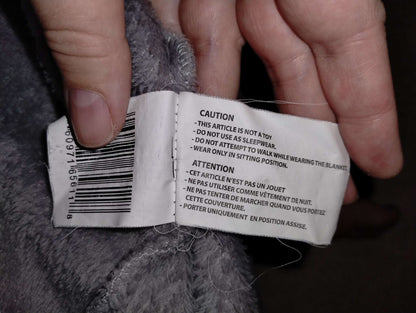 CAUTION
- THIS ARTICLE IS NOT A TOY
- DO NOT USE AS SLEEPWEAR.
- DO NOT ATTEMPT TO WALK WHILE WEARING THE BLANKET.
- WEAR ONLY IN SITTING POSITION.
ATTENTION
- CET ARTICLE N'EST PAS UN JOUET
- NE PAS UTILISER COMME VÊTEMENT DE NUIT.
- NE PAS TENTER DE MARCHER QUAND VOUS PORTEZ
CETTE COUVERTURE.
- PORTER UNIQUEMENT EN POSITION ASSISE.